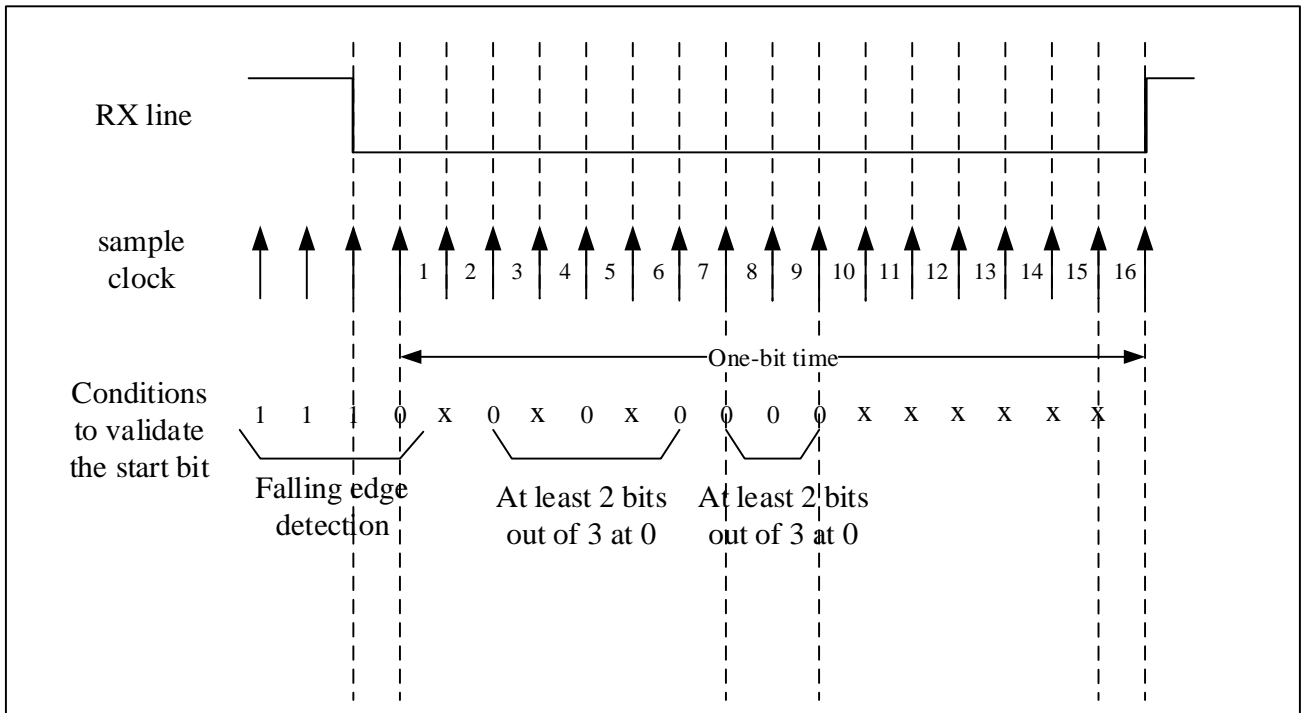 RX line
sample
clock
1 2 3 4 5 6 7 8 9 10 11 12 13 14 15 16
One-bit time
Conditions
to validate
the start bit
1 1 1 0 x 0 x 0 x 0 0 0 0 x x x x x x
Falling edge
detection
At least 2 bits
out of 3 at 0
At least 2 bits
out of 3 at 0